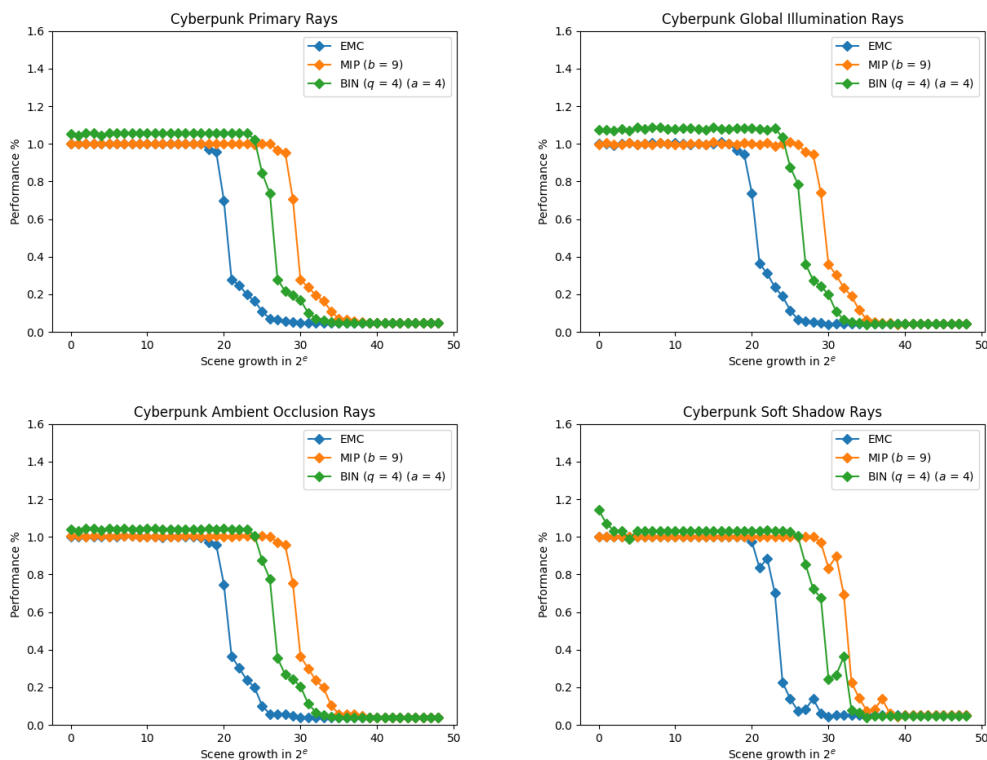 Cyberpunk Primary Rays
EMC
MIP (b = 9)
BIN (q = 4) (a = 4)
Performance %
1.6
1.4
1.2
1.0
0.8
0.6
0.4
0.2
0.0
0 10 20 30 40 50
Scene growth in 2^e
Cyberpunk Global Illumination Rays
EMC
MIP (b = 9)
BIN (q = 4) (a = 4)
Performance %
1.6
1.4
1.2
1.0
0.8
0.6
0.4
0.2
0.0
0 10 20 30 40 50
Scene growth in 2^e
Cyberpunk Ambient Occlusion Rays
EMC
MIP (b = 9)
BIN (q = 4) (a = 4)
Performance %
1.6
1.4
1.2
1.0
0.8
0.6
0.4
0.2
0.0
0 10 20 30 40 50
Scene growth in 2^e
Cyberpunk Soft Shadow Rays
EMC
MIP (b = 9)
BIN (q = 4) (a = 4)
Performance %
1.6
1.4
1.2
1.0
0.8
0.6
0.4
0.2
0.0
0 10 20 30 40 50
Scene growth in 2^e